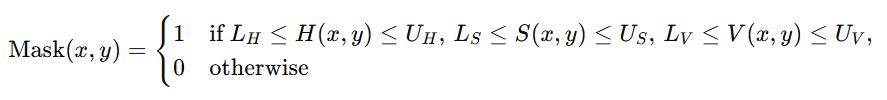 Mask(x, y) = { 1 if L_H ≤ H(x, y) ≤ U_H, L_S ≤ S(x, y) ≤ U_S, L_V ≤ V(x, y) ≤ U_V,
0 otherwise